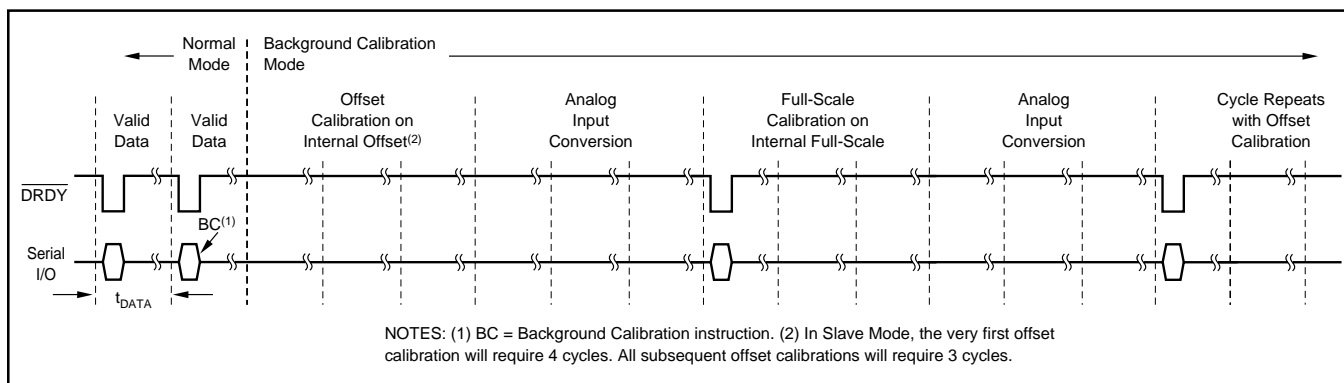 Normal
Mode
Background Calibration
Mode
Valid
Data
Valid
Data
Offset
Calibration on
Internal Offset(2)
Analog
Input
Conversion
Full-Scale
Calibration on
Internal Full-Scale
Analog
Input
Conversion
Cycle Repeats
with Offset
Calibration
DRDY
BC(1)
Serial
I/O
tDATA
NOTES: (1) BC = Background Calibration instruction. (2) In Slave Mode, the very first offset
calibration will require 4 cycles. All subsequent offset calibrations will require 3 cycles.